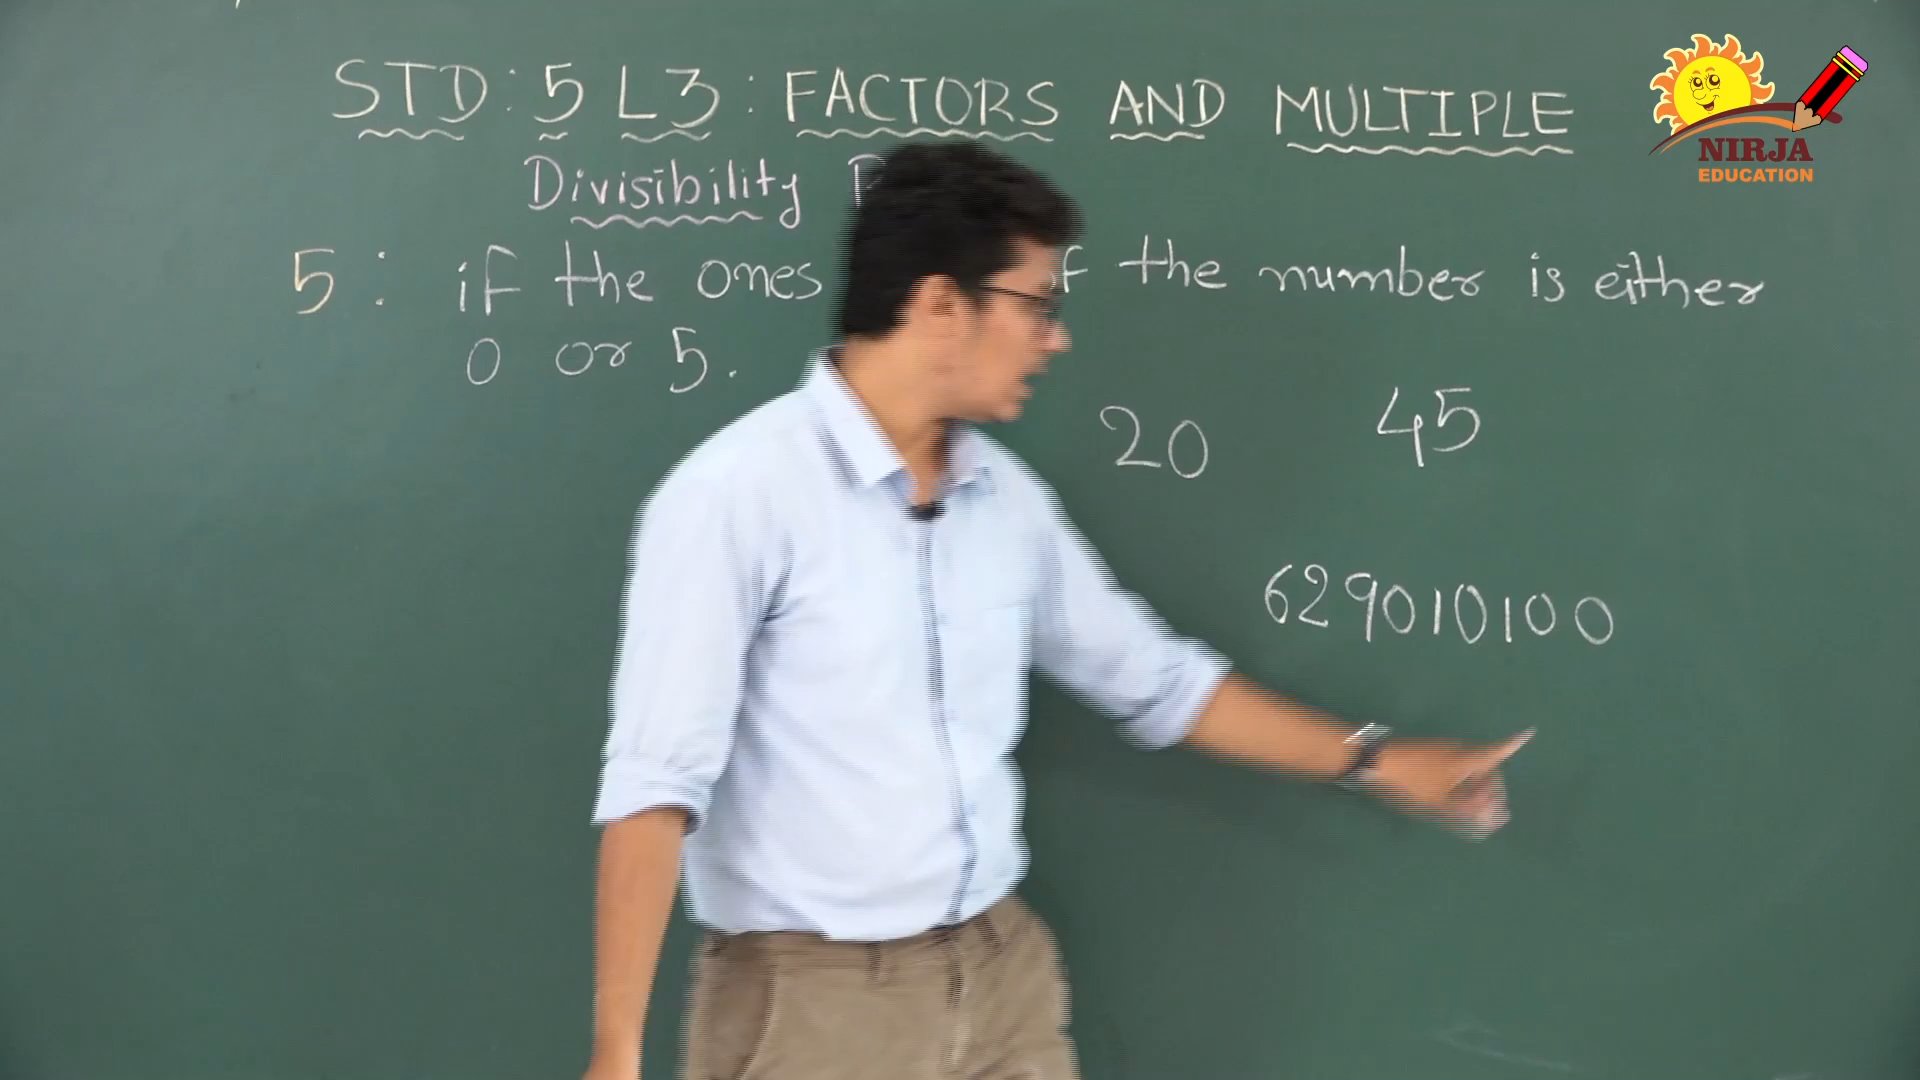 STD: 5 L3: FACTORS AND MULTIPLE
NIRJA
EDUCATION
Divisibility
5: if the ones of the number is either
0 or 5.
20 45
629010100